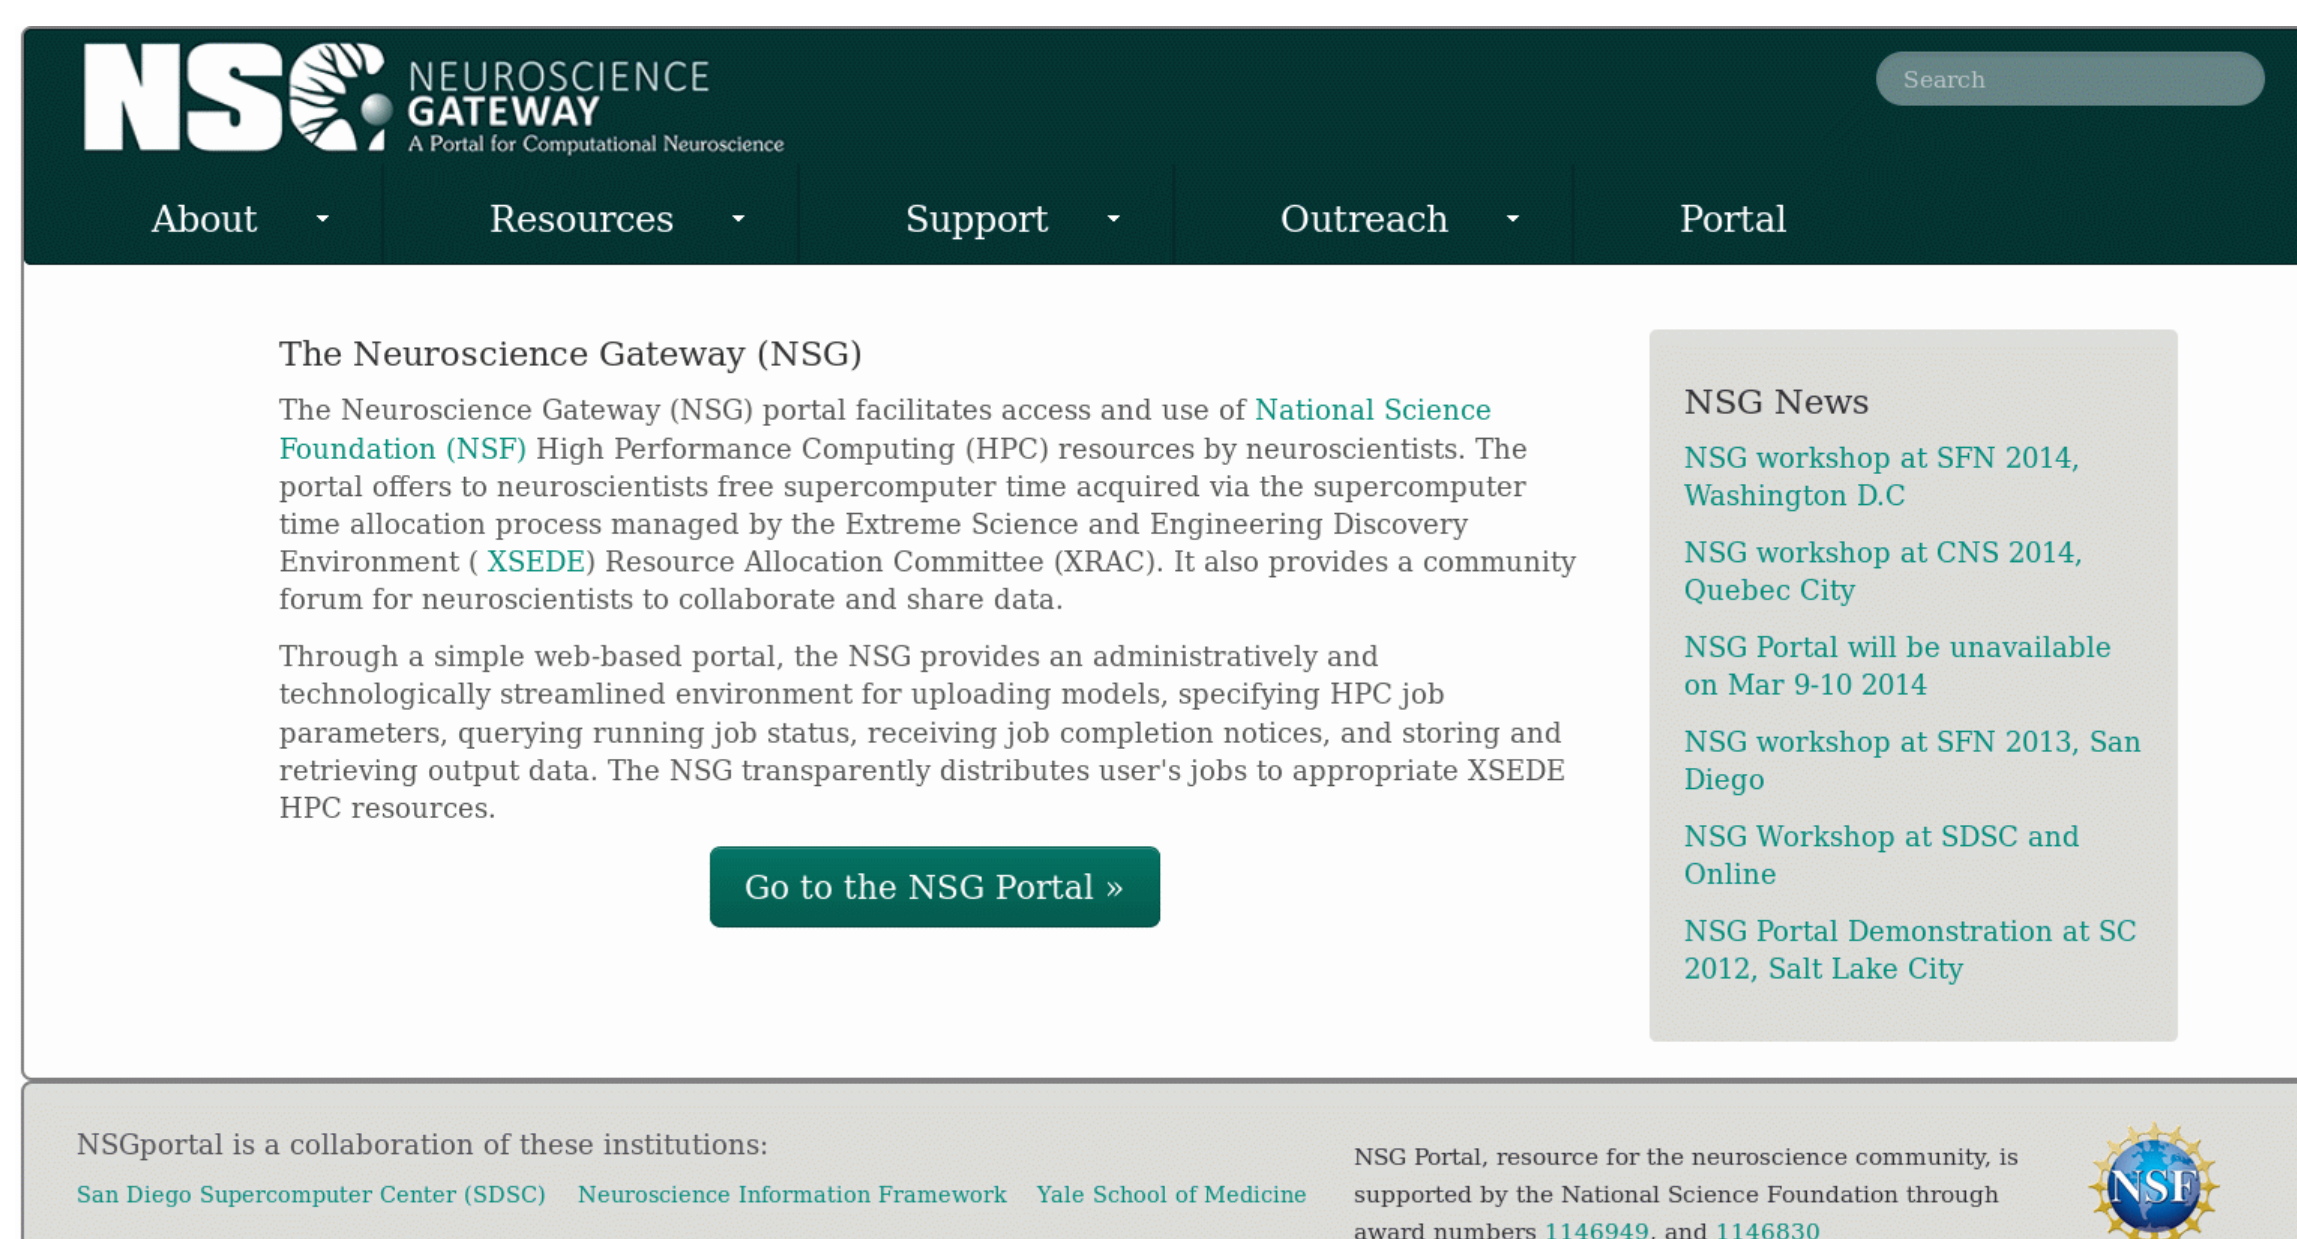 NSG NEUROSCIENCE
GATEWAY
A Portal for Computational Neuroscience
Search
About Resources Support Outreach Portal
The Neuroscience Gateway (NSG)
The Neuroscience Gateway (NSG) portal facilitates access and use of National Science
Foundation (NSF) High Performance Computing (HPC) resources by neuroscientists. The
portal offers to neuroscientists free supercomputer time acquired via the supercomputer
time allocation process managed by the Extreme Science and Engineering Discovery
Environment ( XSEDE) Resource Allocation Committee (XRAC). It also provides a community
forum for neuroscientists to collaborate and share data.
Through a simple web-based portal, the NSG provides an administratively and
technologically streamlined environment for uploading models, specifying HPC job
parameters, querying running job status, receiving job completion notices, and storing and
retrieving output data. The NSG transparently distributes user's jobs to appropriate XSEDE
HPC resources.
Go to the NSG Portal »
NSG News
NSG workshop at SFN 2014,
Washington D.C
NSG workshop at CNS 2014,
Quebec City
NSG Portal will be unavailable
on Mar 9-10 2014
NSG workshop at SFN 2013, San
Diego
NSG Workshop at SDSC and
Online
NSG Portal Demonstration at SC
2012, Salt Lake City
NSGportal is a collaboration of these institutions:
San Diego Supercomputer Center (SDSC) Neuroscience Information Framework Yale School of Medicine
NSG Portal, resource for the neuroscience community, is
supported by the National Science Foundation through
award numbers 1146949, and 1146830
NSF